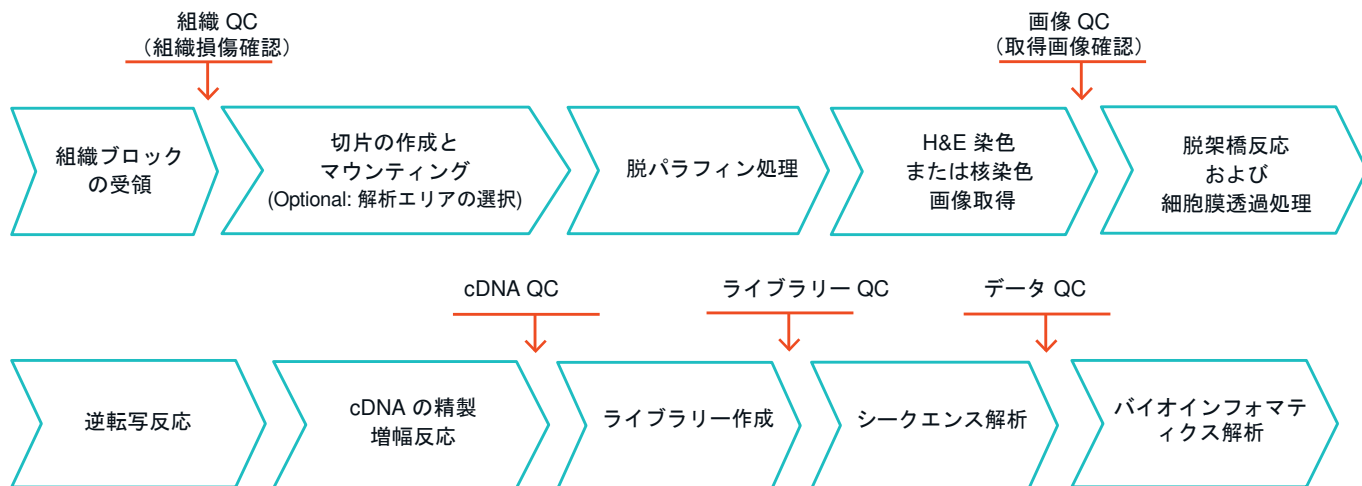 組織 QC
(組織損傷確認)
画像 QC
(取得画像確認)
組織ブロック
の受領
切片の作成と
マウンティング
(Optional: 解析エリアの選択)
脱パラフィン処理
H&E 染色
または核染色
画像取得
脱架橋反応
および
細胞膜透過処理
cDNA QC
ライブラリー QC
データ QC
逆転写反応
cDNA の精製
増幅反応
ライブラリー作成
シークエンス解析
バイオインフォマテ
ィクス解析